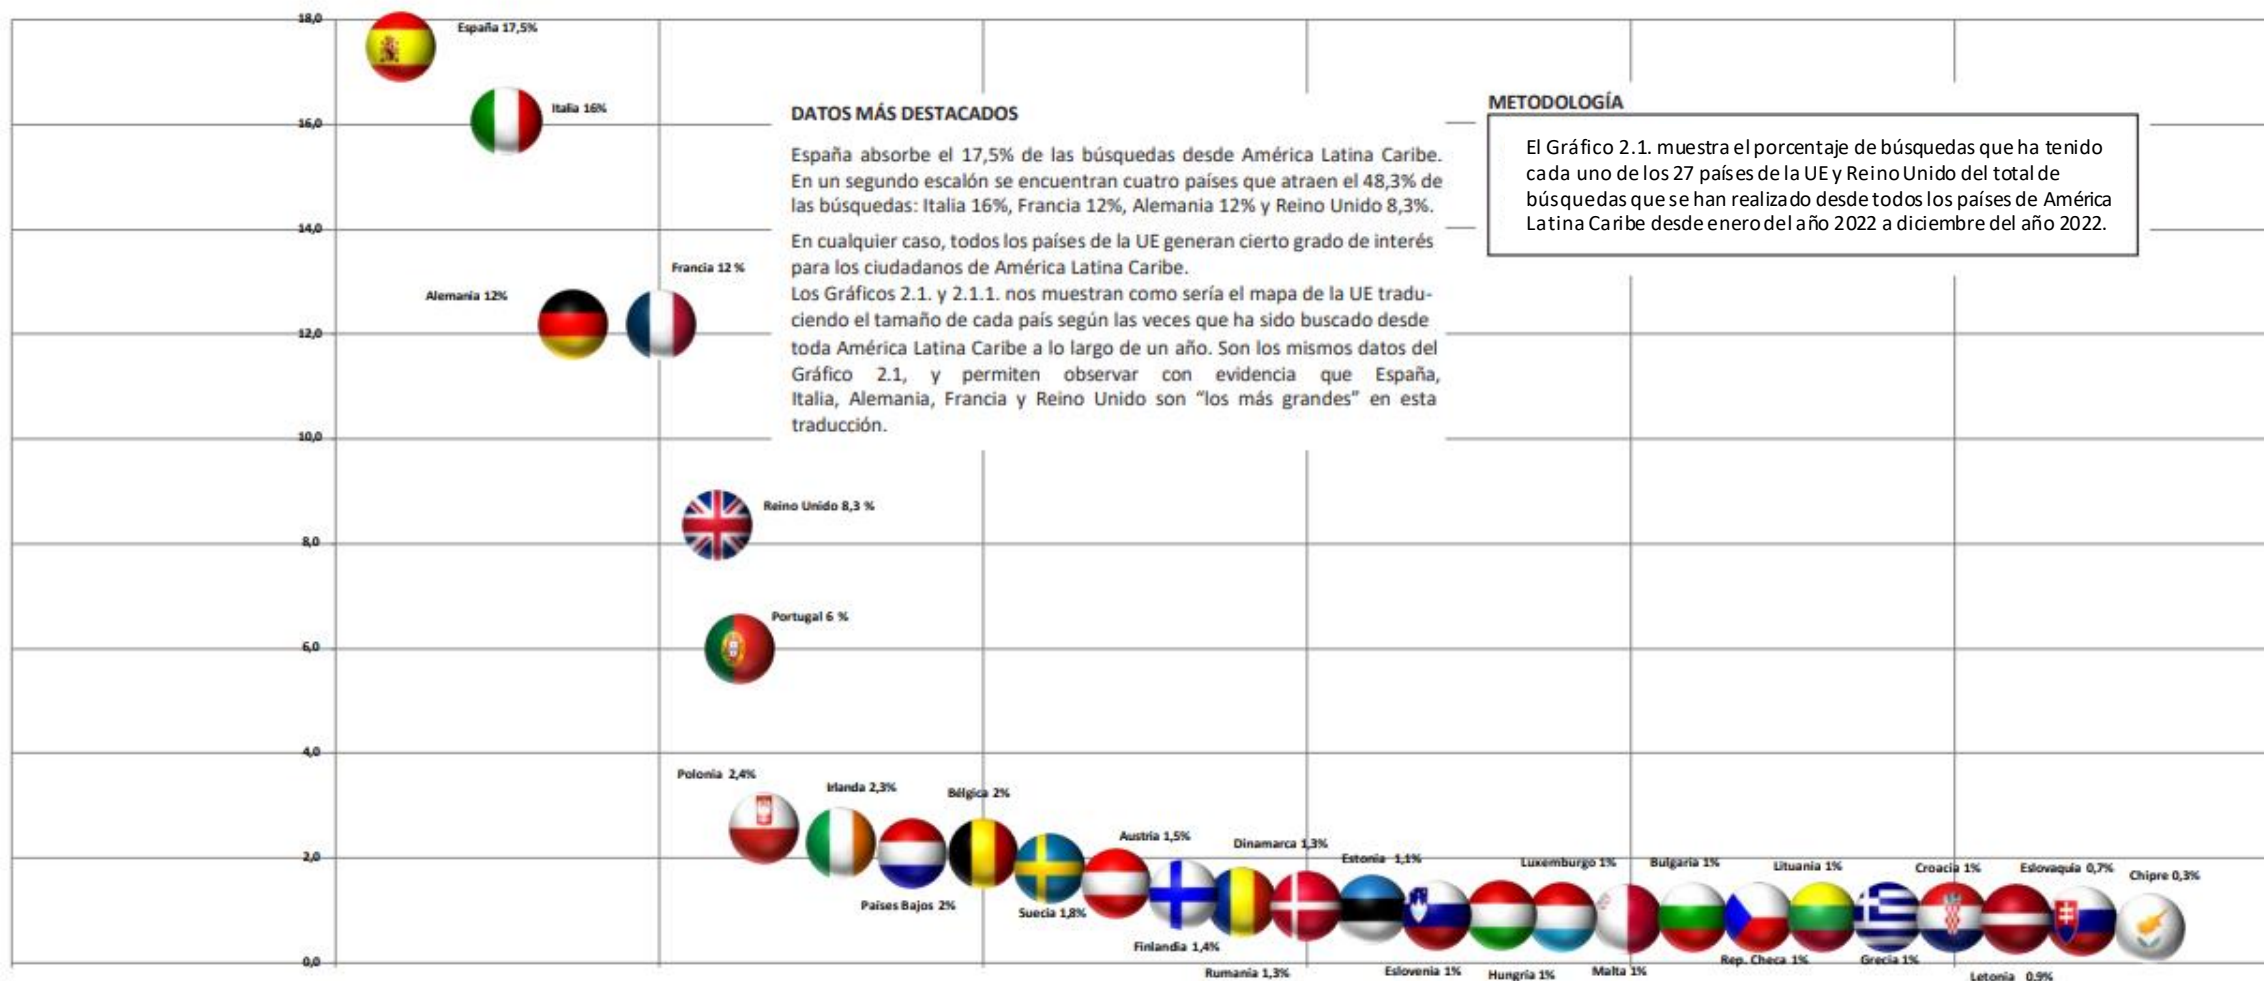 18,0
España 17,5%
Italia 16%
16,0
14,0
Francia 12 %
Alemania 12%
12,0
10,0
Reino Unido 8,3 %
8,0
Portugal 6 %
6,0
4,0
Polonia 2,4%
Irlanda 2,3%
Bélgica 2%
Países Bajos 2%
Suecia 1,8%
Austria 1,5%
Finlandia 1,4%
Rumania 1,3%
Dinamarca 1,3%
Estonia 1,1%
Eslovenia 1%
Hungría 1%
Luxemburgo 1%
Malta 1%
Bulgaria 1%
Rep. Checa 1%
Lituania 1%
Grecia 1%
Croacia 1%
Letonia 0,9%
Eslovaquia 0,7%
Chipre 0,3%
2,0
0,0
DATOS MÁS DESTACADOS
España absorbe el 17,5% de las búsquedas desde América Latina Caribe.
En un segundo escalón se encuentran cuatro países que atraen el 48,3% de
las búsquedas: Italia 16%, Francia 12%, Alemania 12% y Reino Unido 8,3%.
En cualquier caso, todos los países de la UE generan cierto grado de interés
para los ciudadanos de América Latina Caribe.
Los Gráficos 2.1. y 2.1.1. nos muestran como sería el mapa de la UE tradu-
ciendo el tamaño de cada país según las veces que ha sido buscado desde
toda América Latina Caribe a lo largo de un año. Son los mismos datos del
Gráfico 2.1, y permiten observar con evidencia que España,
Italia, Alemania, Francia y Reino Unido son “los más grandes” en esta
traducción.
METODOLOGÍA
El Gráfico 2.1. muestra el porcentaje de búsquedas que ha tenido
cada uno de los 27 países de la UE y Reino Unido del total de
búsquedas que se han realizado desde todos los países de América
Latina Caribe desde enero del año 2022 a diciembre del año 2022.